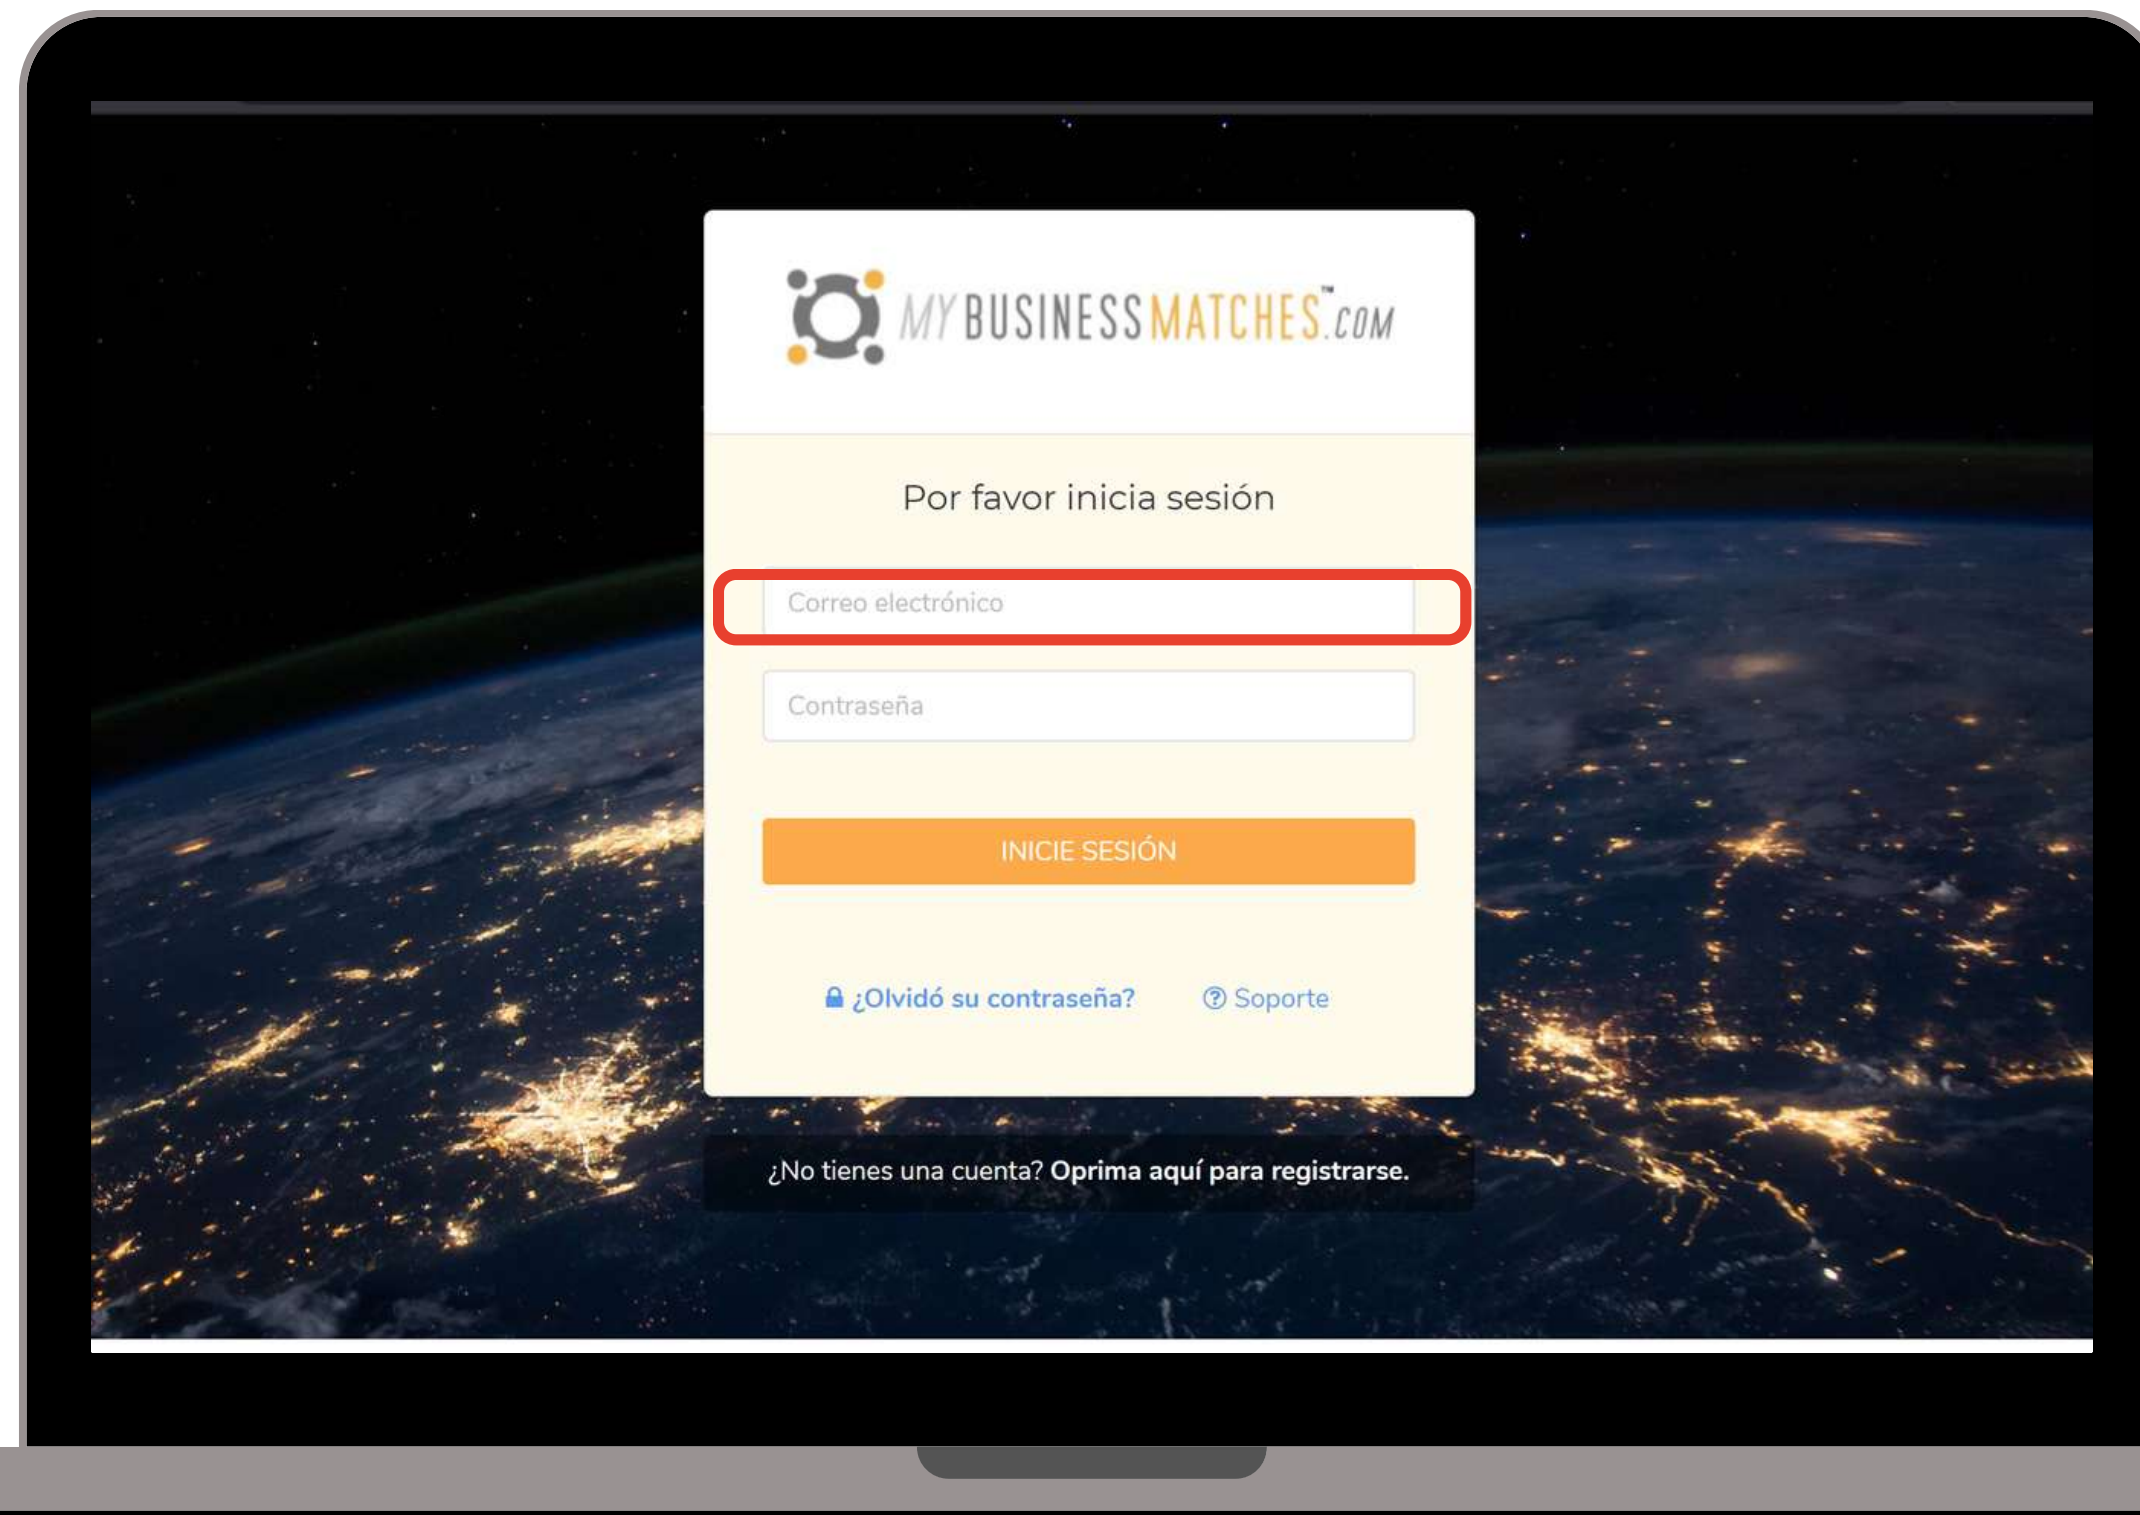 MY BUSINESS MATCHES™.COM
Por favor inicia sesión
Correo electrónico
Contraseña
INICIE SESIÓN
¿Olvidó su contraseña? Soporte
¿No tienes una cuenta? Oprima aquí para registrarse.